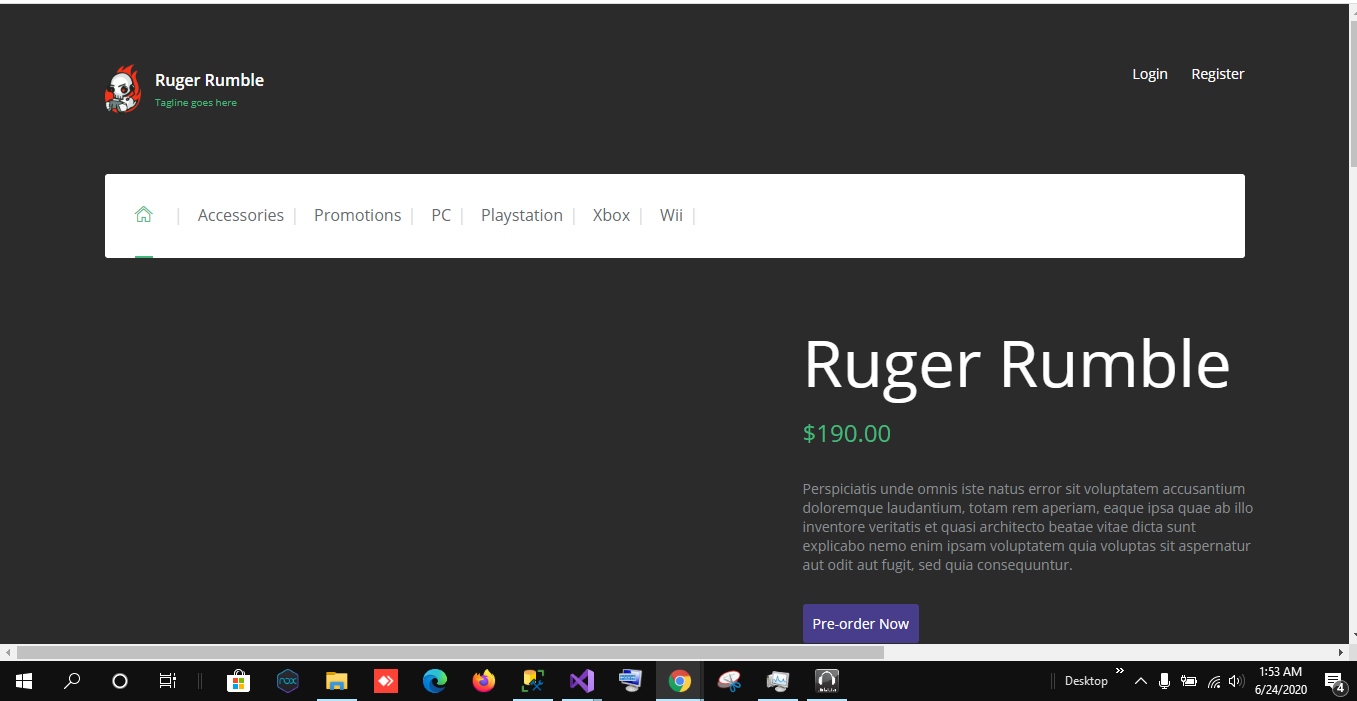 Ruger Rumble
Tagline goes here
Login Register
Accessories | Promotions | PC | Playstation | Xbox | Wii |
Ruger Rumble
$190.00
Perspiciatis unde omnis iste natus error sit voluptatem accusantium
doloremque laudantium, totam rem aperiam, eaque ipsa quae ab illo
inventore veritatis et quasi architecto beatae vitae dicta sunt
explicabo nemo enim ipsam voluptatem quia voluptas sit aspernatur
aut odit aut fugit, sed quia consequuntur.
Pre-order Now
nox
Desktop
1:53 AM
6/24/2020
4